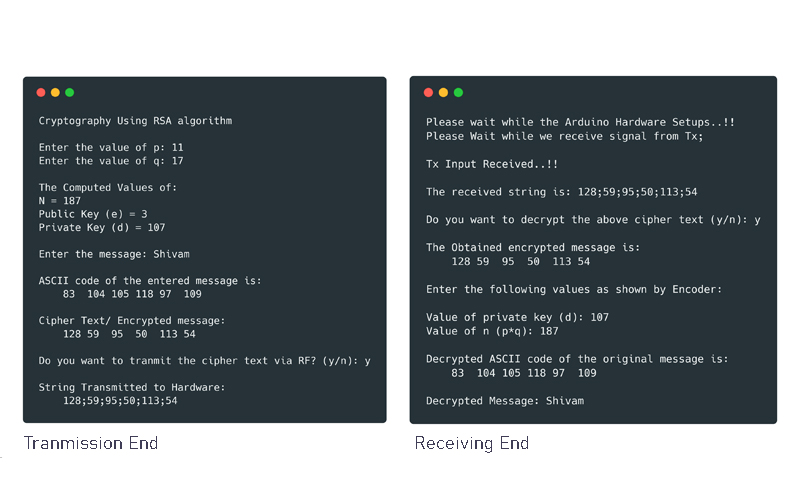 Cryptography Using RSA algorithm
Enter the value of p: 11
Enter the value of q: 17
The Computed Values of:
N = 187
Public Key (e) = 3
Private Key (d) = 107
Enter the message: Shivam
ASCII code of the entered message is:
83 104 105 118 97 109
Cipher Text/ Encrypted message:
128 59 95 50 113 54
Do you want to tranmit the cipher text via RF? (y/n): y
String Transmitted to Hardware:
128;59;95;50;113;54
Tranmission End
Please wait while the Arduino Hardware Setups..!!
Please Wait while we receive signal from Tx;
Tx Input Received..!!
The received string is: 128;59;95;50;113;54
Do you want to decrypt the above cipher text (y/n): y
The Obtained encrypted message is:
128 59 95 50 113 54
Enter the following values as shown by Encoder:
Value of private key (d): 107
Value of n (p*q): 187
Decrypted ASCII code of the original message is:
83 104 105 118 97 109
Decrypted Message: Shivam
Receiving End